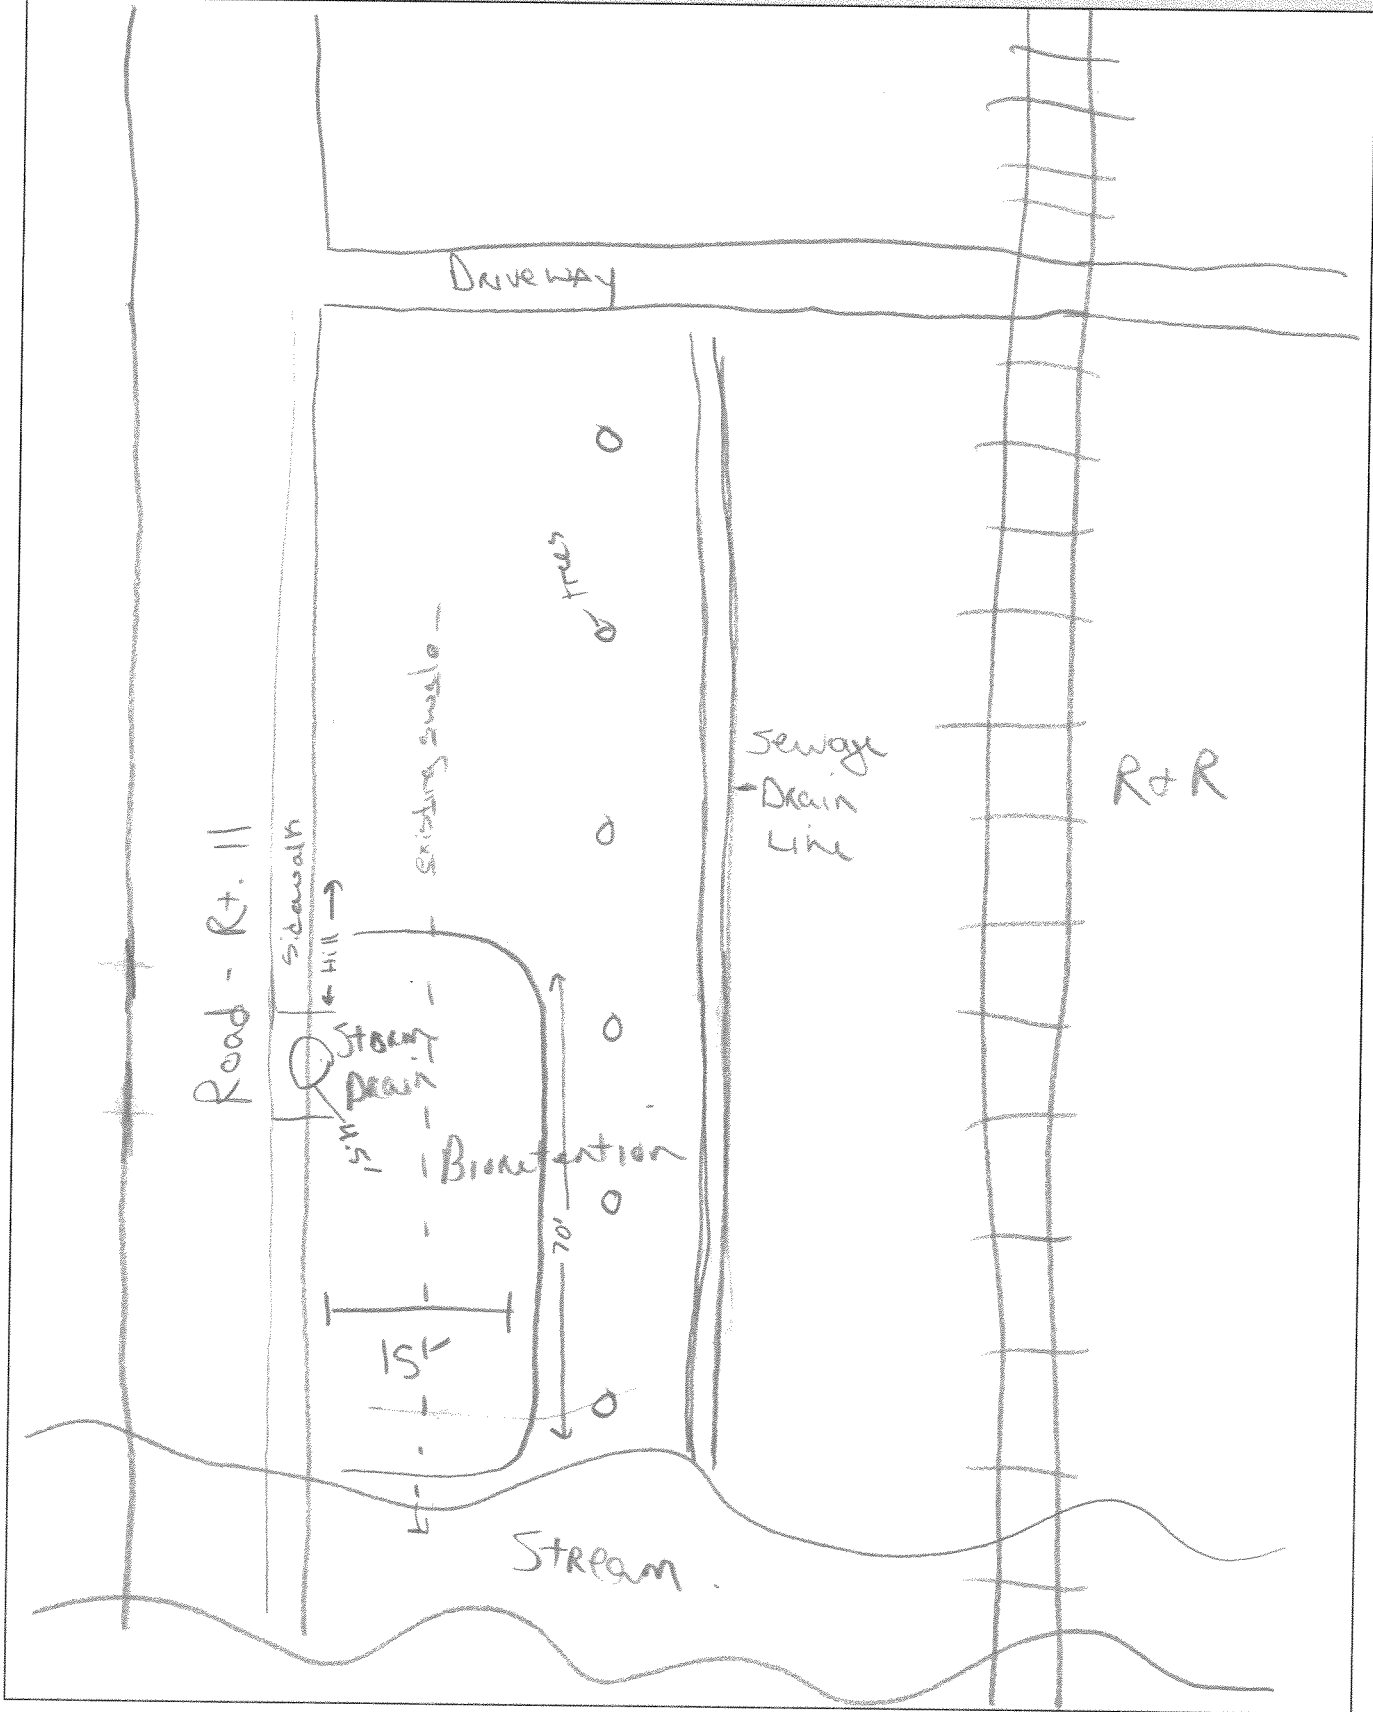 Driveway
trees
existing swale
Sewage
Drain
Line
R+R
Road - Rt. 11
Sidewalk
Hill
Storm
Drain
Bioretention
70'
15'
Stream